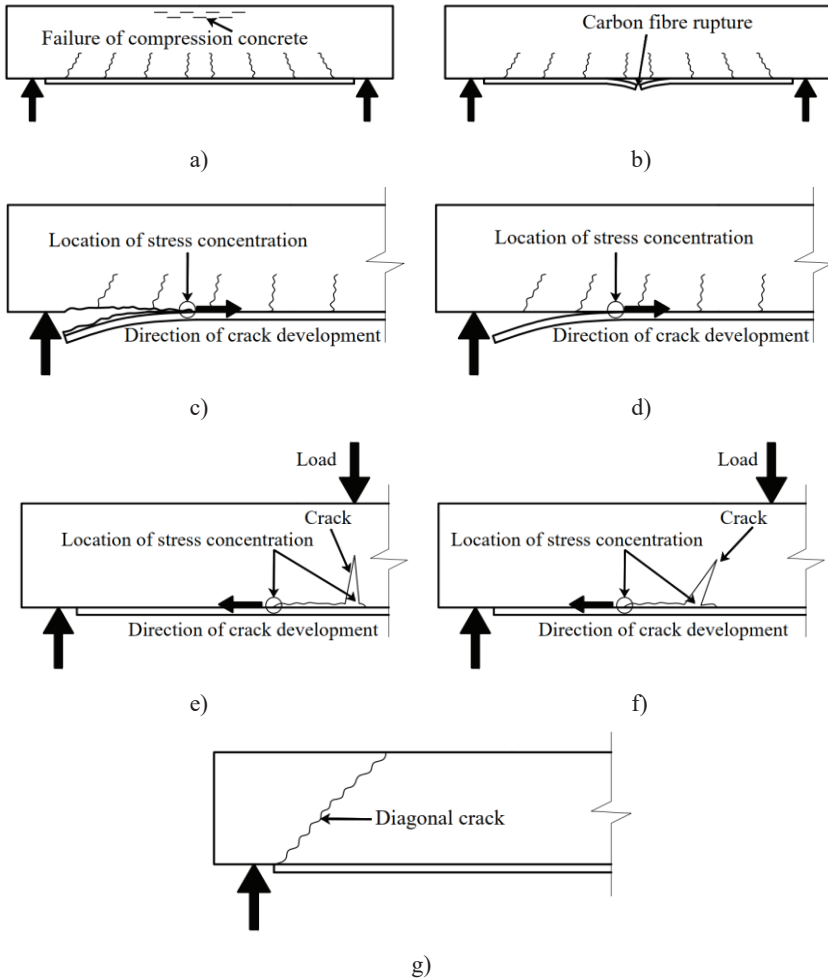 Failure of compression concrete
Carbon fibre rupture
a)
b)
Location of stress concentration
Direction of crack development
Location of stress concentration
Direction of crack development
c)
d)
Load
Crack
Location of stress concentration
Direction of crack development
Load
Crack
Location of stress concentration
Direction of crack development
e)
f)
Diagonal crack
g)